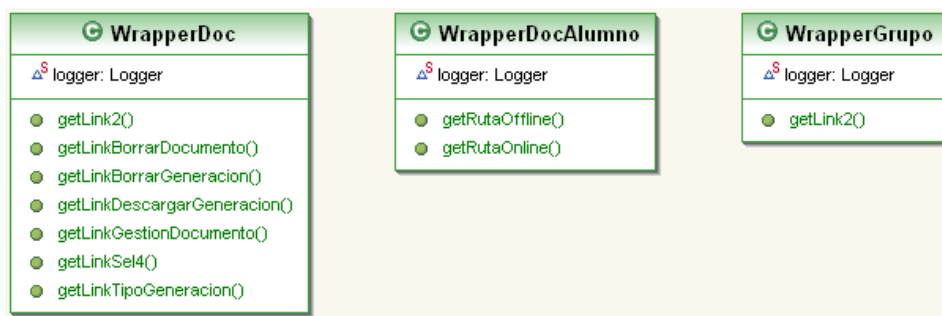 WrapperDoc
logger: Logger
getLink2()
getLinkBorrarDocumento()
getLinkBorrarGeneracion()
getLinkDescargarGeneracion()
getLinkGestionDocumento()
getLinkSel4()
getLinkTipoGeneracion()
WrapperDocAlumno
logger: Logger
getRutaOffline()
getRutaOnline()
WrapperGrupo
logger: Logger
getLink2()